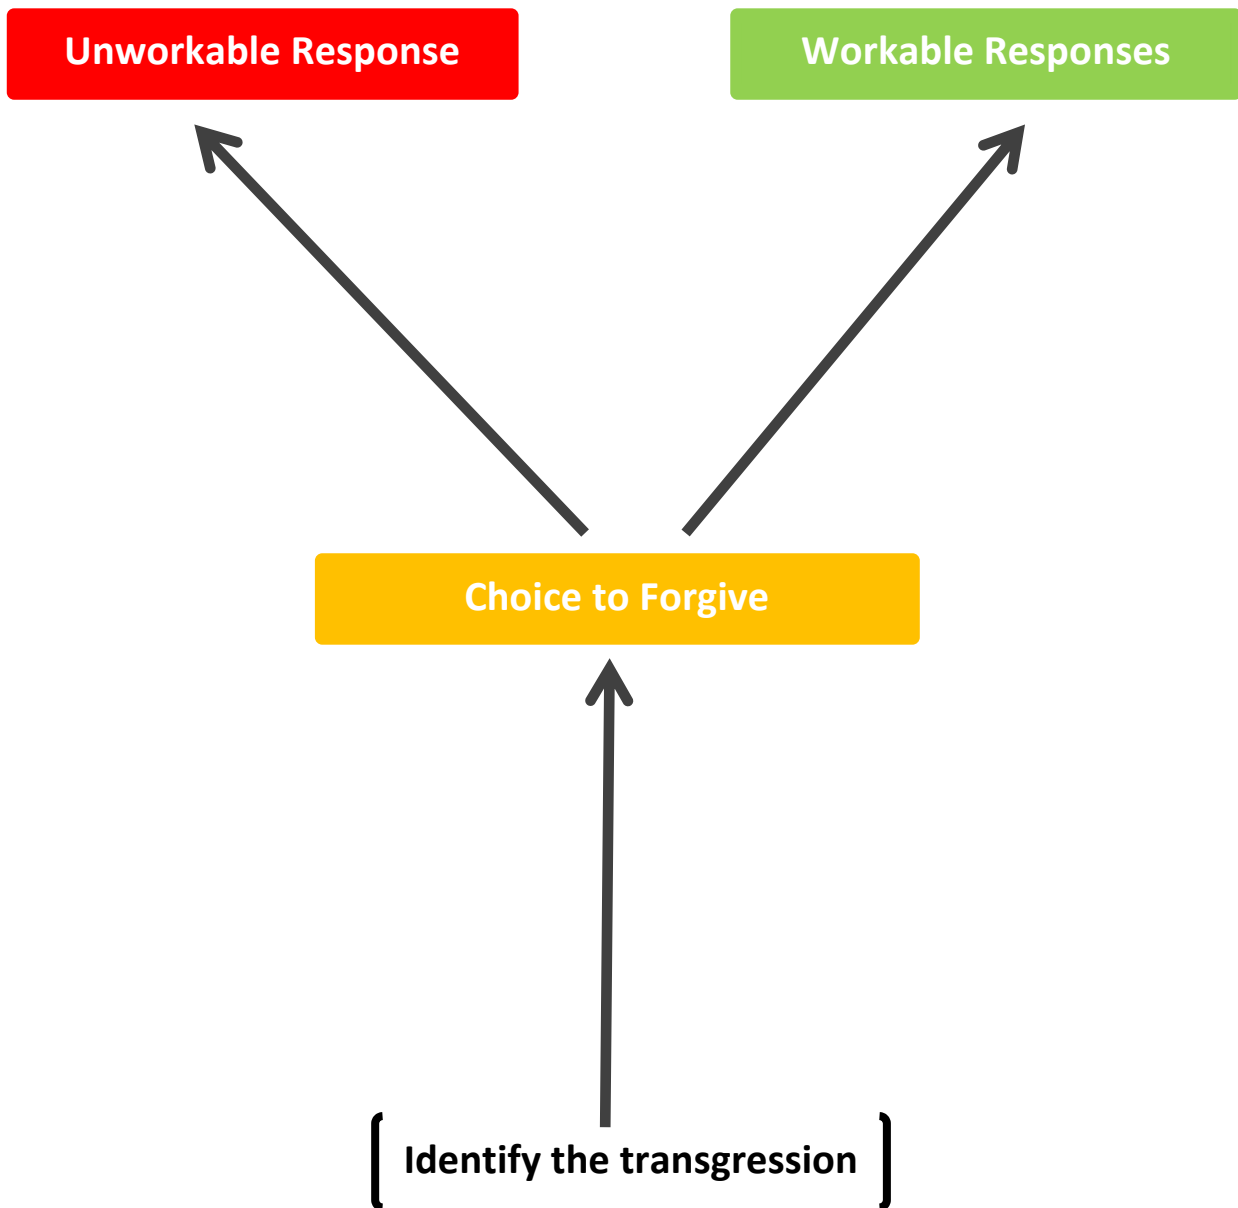 Unworkable Response
Workable Responses
Choice to Forgive
Identify the transgression